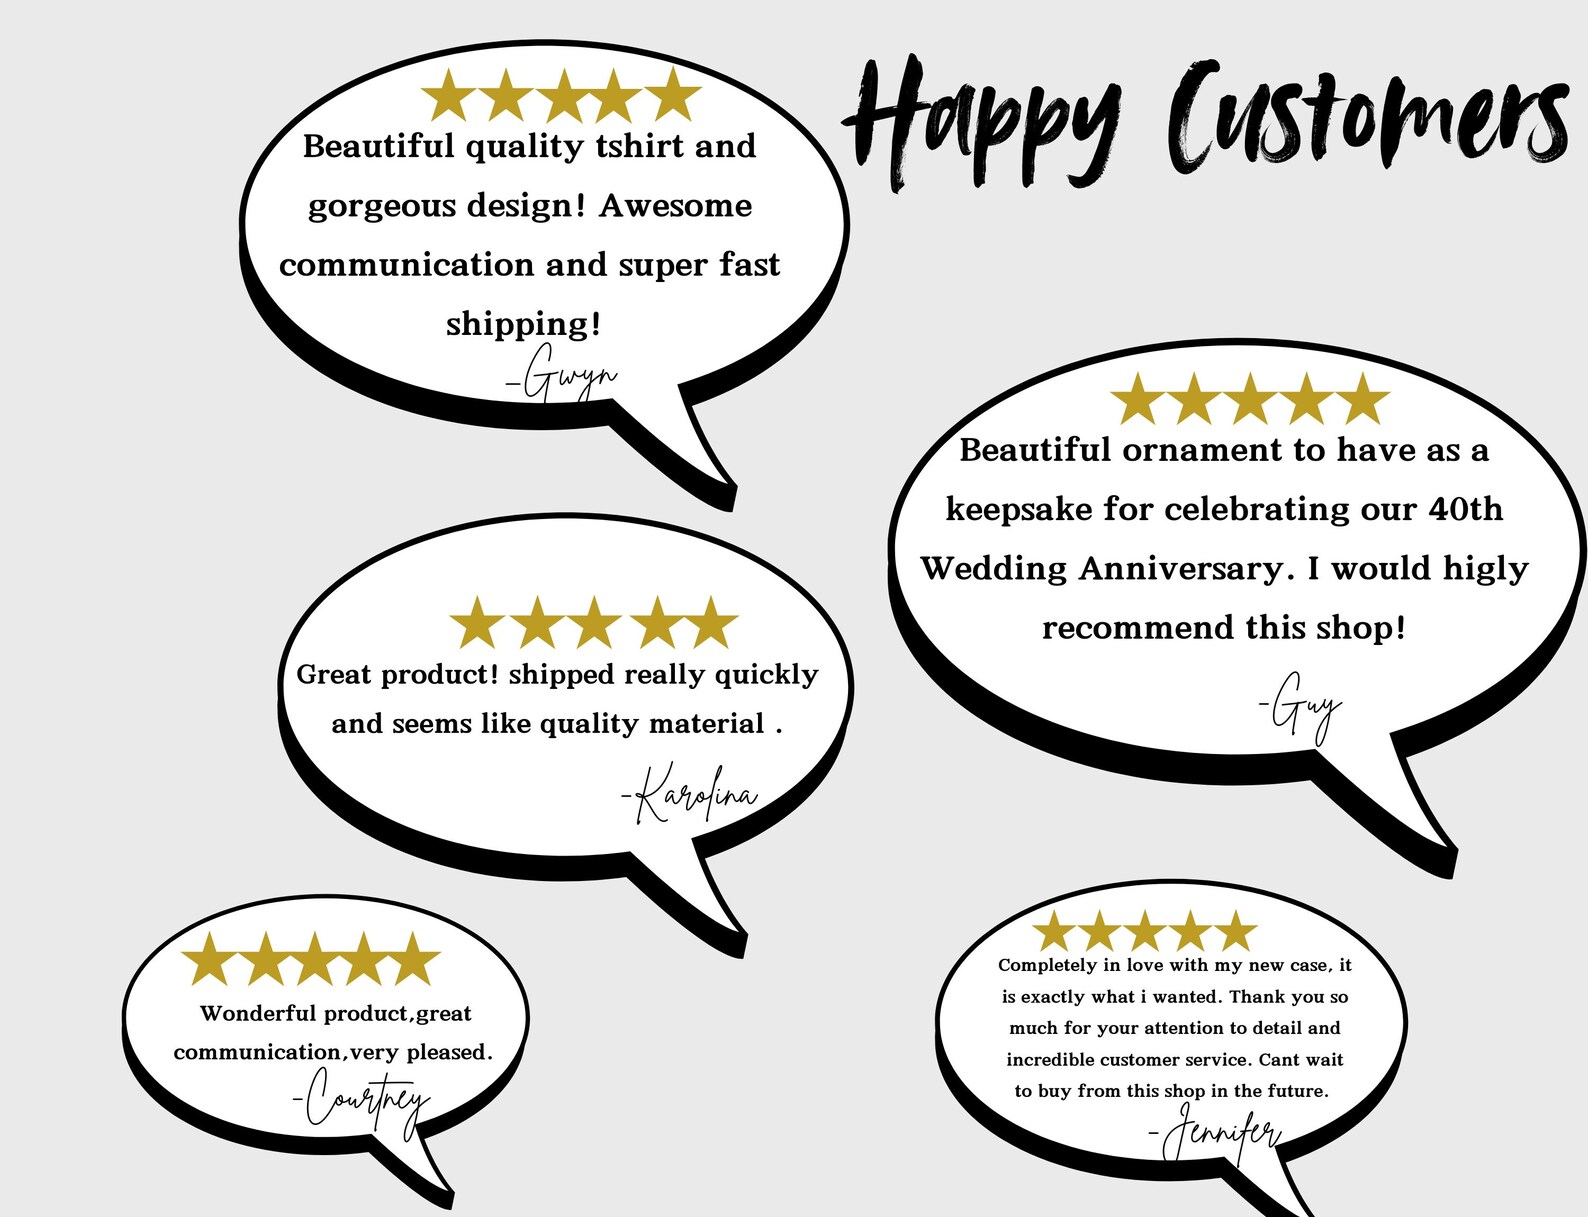 Happy Customers
Beautiful quality tshirt and
gorgeous design! Awesome
communication and super fast
shipping!
-Gwyn
Beautiful ornament to have as a
keepsake for celebrating our 40th
Wedding Anniversary. I would higly
recommend this shop!
-Guy
Great product! shipped really quickly
and seems like quality material .
-Karolina
Wonderful product,great
communication,very pleased.
-Courtney
Completely in love with my new case, it
is exactly what i wanted. Thank you so
much for your attention to detail and
incredible customer service. Cant wait
to buy from this shop in the future.
-Jennifer